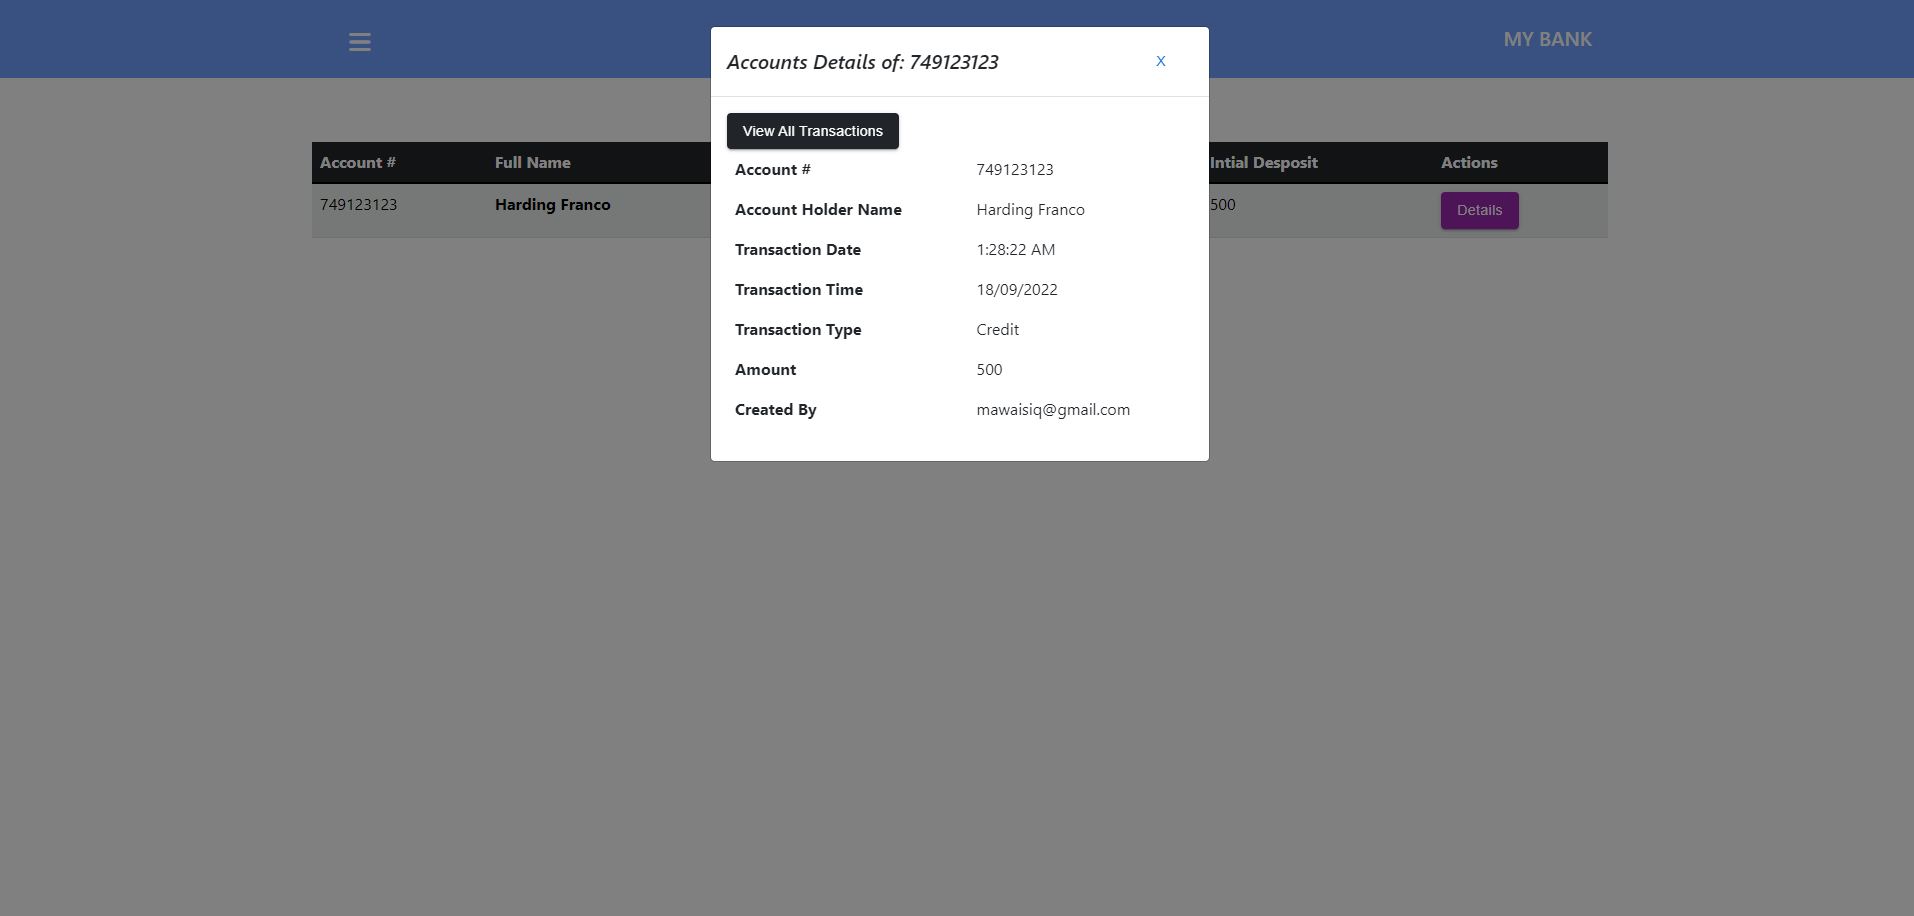 MY BANK
Accounts Details of: 749123123 X
View All Transactions
Account # 749123123
Account Holder Name Harding Franco
Transaction Date 1:28:22 AM
Transaction Time 18/09/2022
Transaction Type Credit
Amount 500
Created By mawaisiq@gmail.com
Account # Full Name Intial Desposit Actions
749123123 Harding Franco 500 Details